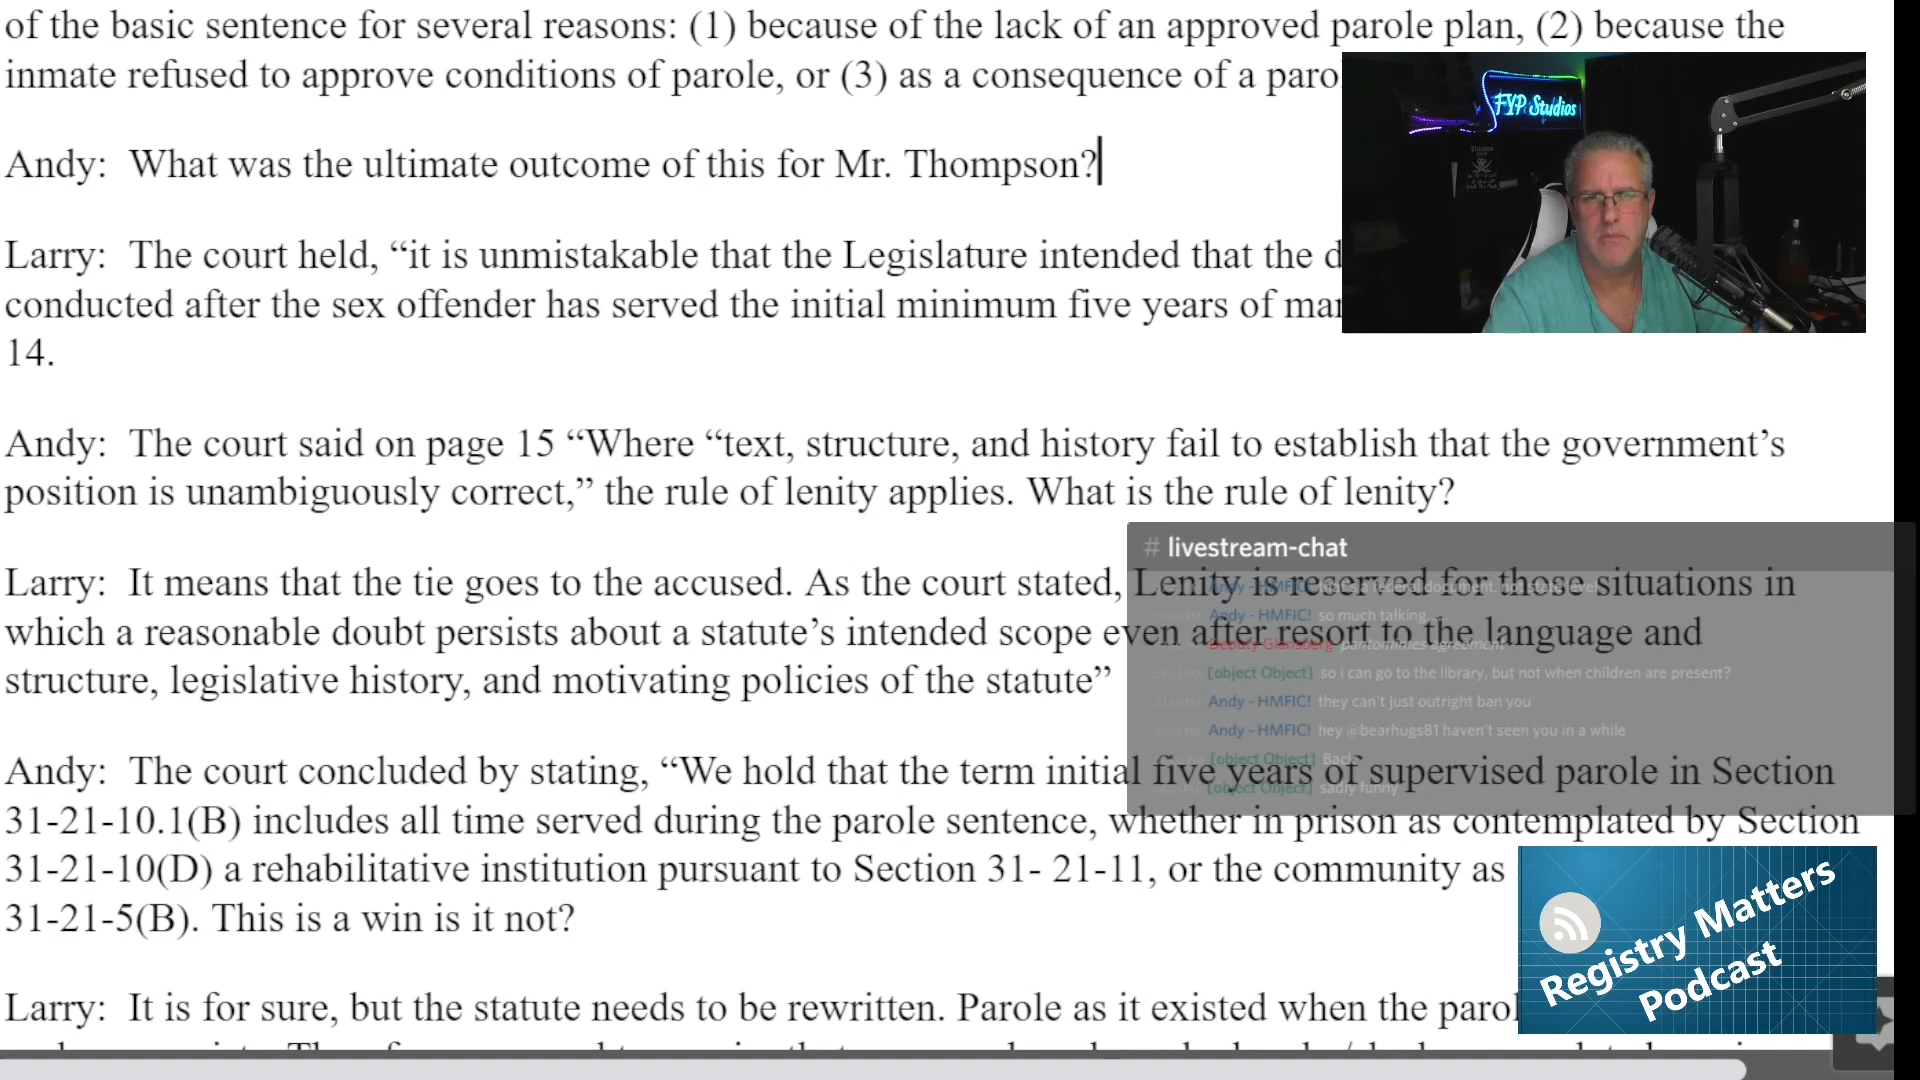 of the basic sentence for several reasons: (1) because of the lack of an approved parole plan, (2) because the
inmate refused to approve conditions of parole, or (3) as a consequence of a paro
Andy: What was the ultimate outcome of this for Mr. Thompson?
Larry: The court held, “it is unmistakable that the Legislature intended that the d
conducted after the sex offender has served the initial minimum five years of man
14.
Andy: The court said on page 15 “Where “text, structure, and history fail to establish that the government’s
position is unambiguously correct,” the rule of lenity applies. What is the rule of lenity?
Larry: It means that the tie goes to the accused. As the court stated, Lenity is reserved for those situations in
which a reasonable doubt persists about a statute’s intended scope even after resort to the language and
structure, legislative history, and motivating policies of the statute”
Andy: The court concluded by stating, “We hold that the term initial five years of supervised parole in Section
31-21-10.1(B) includes all time served during the parole sentence, whether in prison as contemplated by Section
31-21-10(D) a rehabilitative institution pursuant to Section 31- 21-11, or the community as
31-21-5(B). This is a win is it not?
Larry: It is for sure, but the statute needs to be rewritten. Parole as it existed when the parol
FYP Studios
# livestream-chat
Andy - HMFIC!
Andy - HMFIC! so much talking....
Deputy Glansberg pantomimes agreement
[object Object] so i can go to the library, but not when children are present?
Andy - HMFIC! they can't just outright ban you
Andy - HMFIC! hey @bearhugs81 haven't seen you in a while
[object Object] Back
[object Object] sadly funny
Registry Matters
Podcast